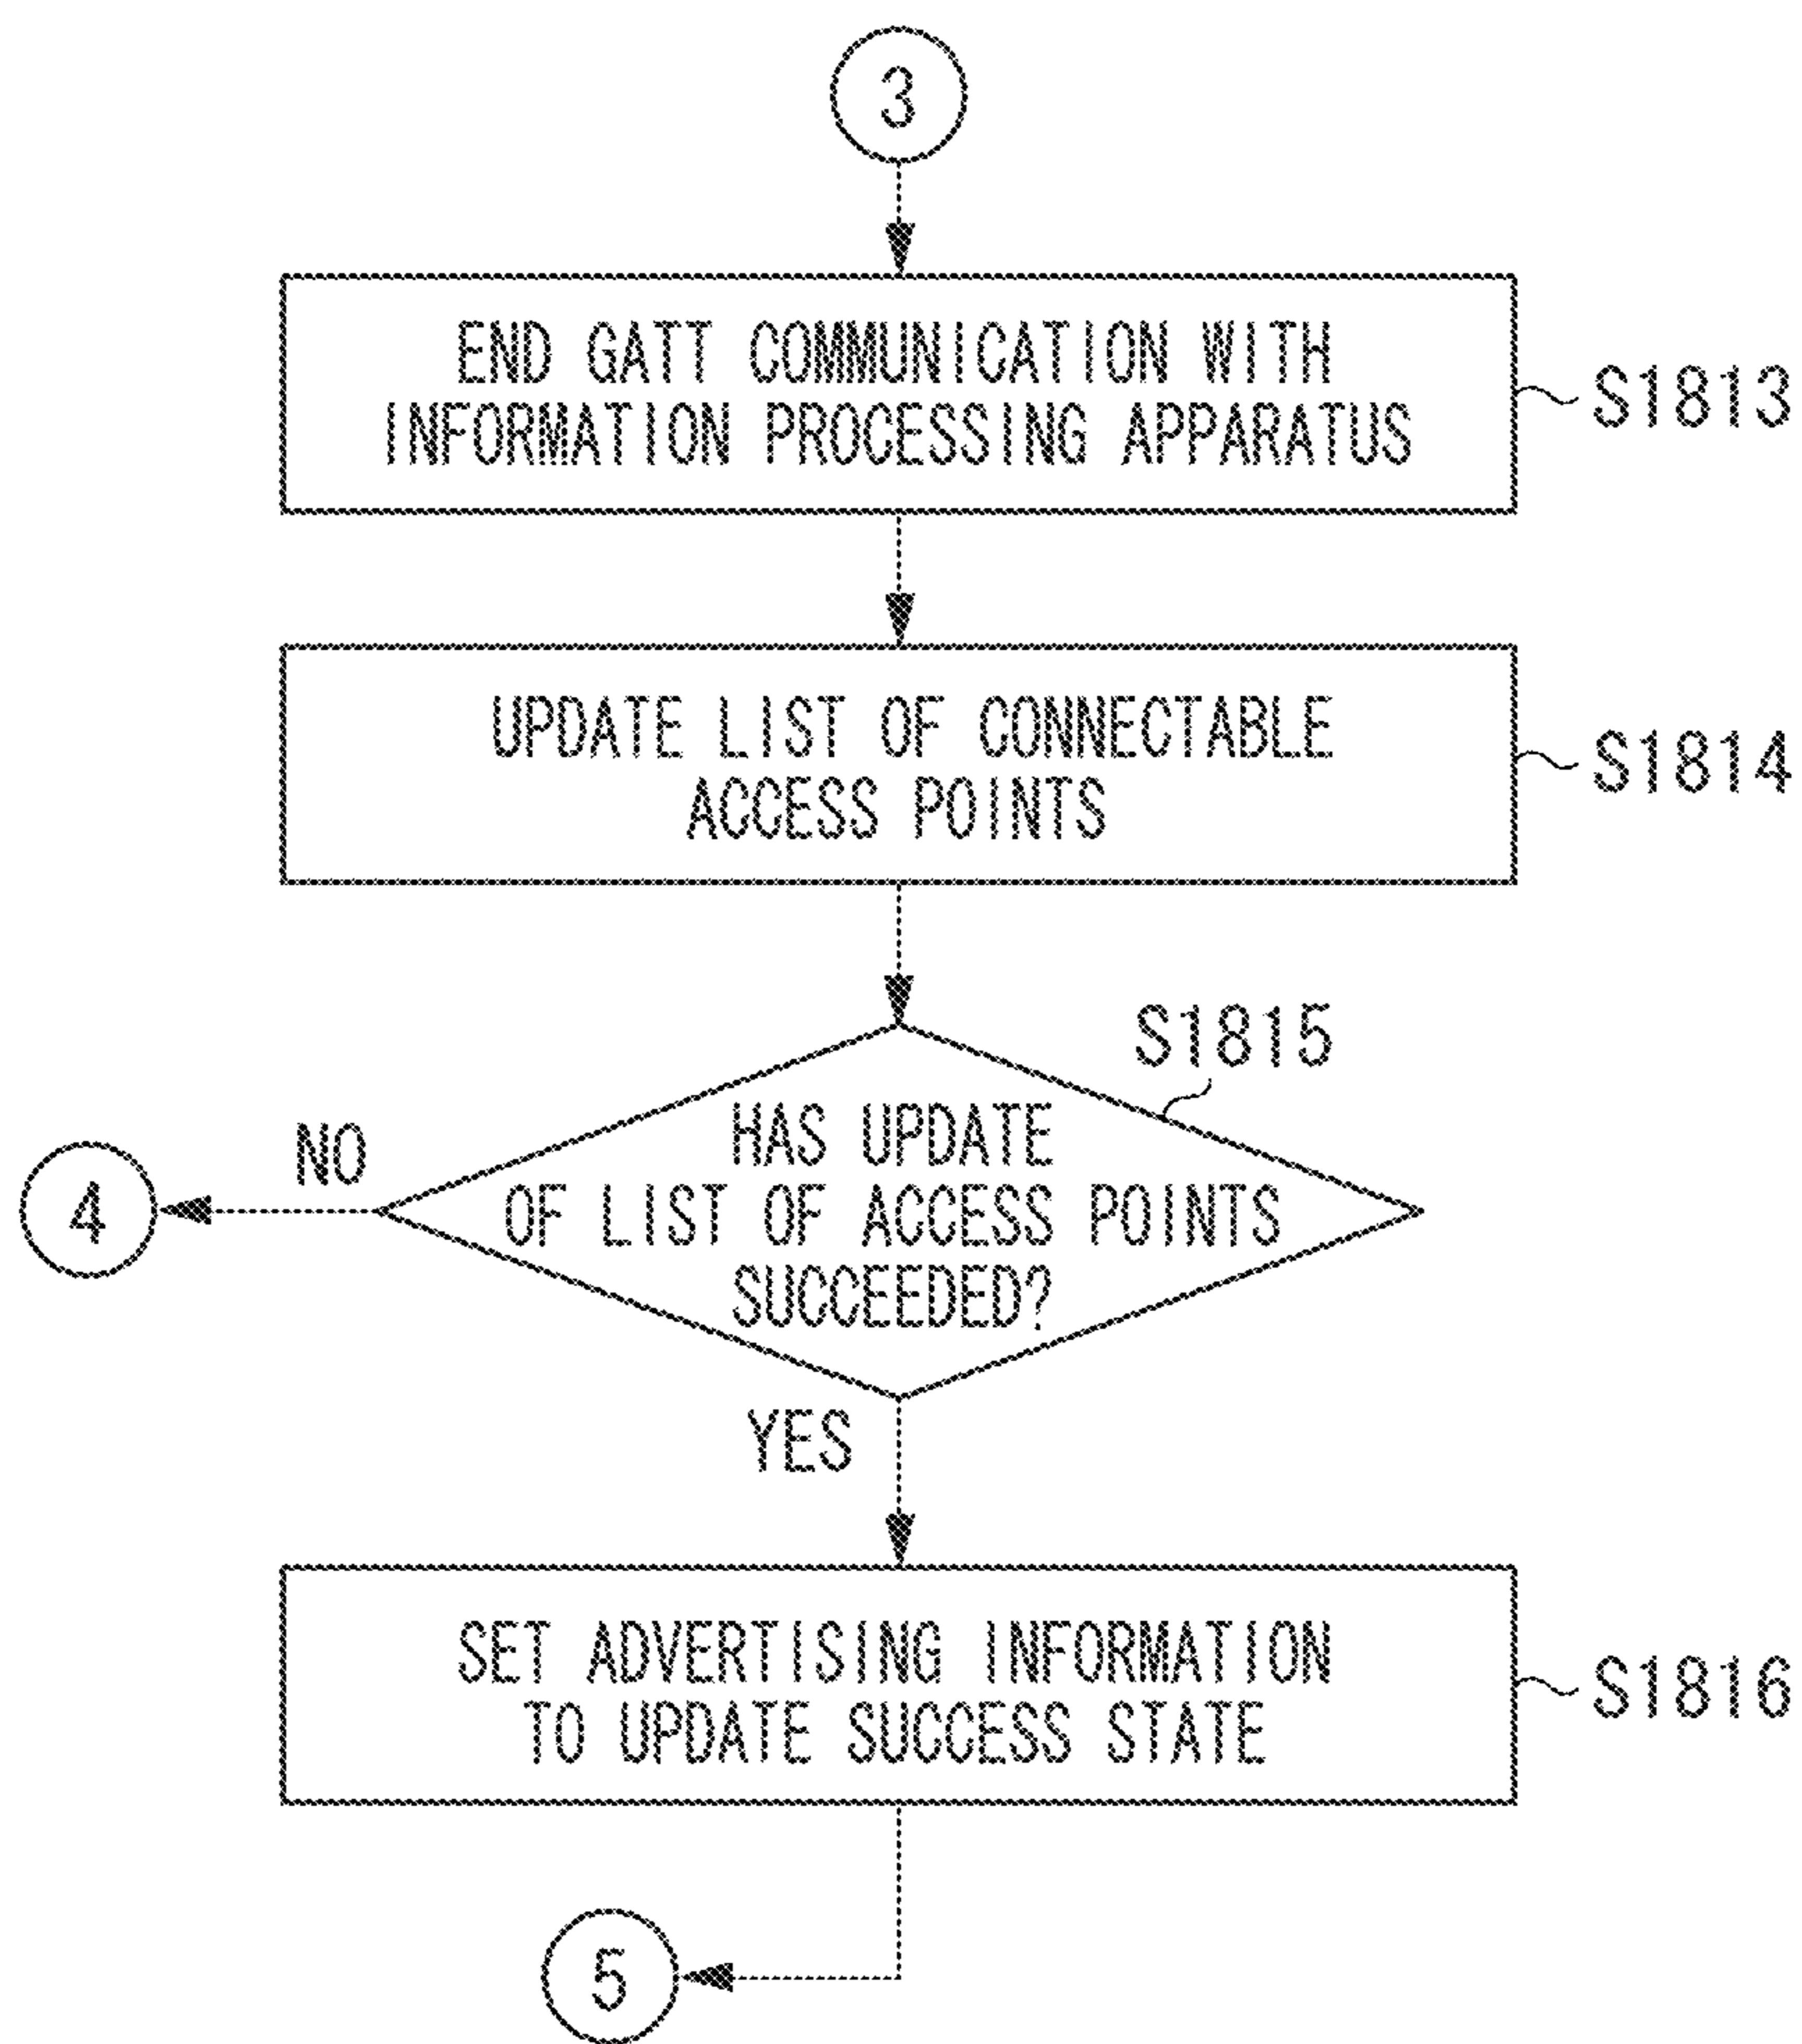 3
END GATT COMMUNICATION WITH
INFORMATION PROCESSING APPARATUS
S1813
UPDATE LIST OF CONNECTABLE
ACCESS POINTS
S1814
S1815
HAS UPDATE
OF LIST OF ACCESS POINTS
SUCCEEDED?
NO
4
YES
SET ADVERTISING INFORMATION
TO UPDATE SUCCESS STATE
S1816
5